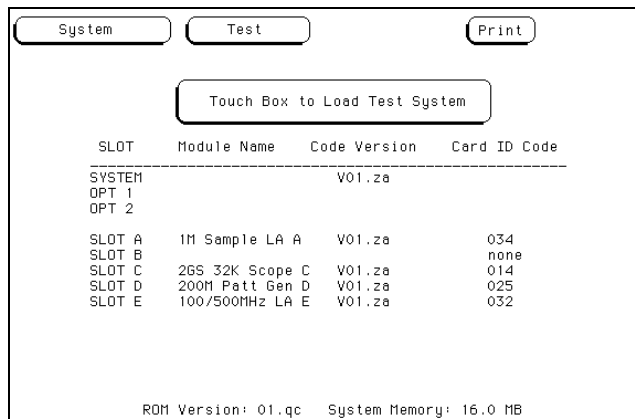 System Test Print
Touch Box to Load Test System
SLOT Module Name Code Version Card ID Code
SYSTEM V01.za
OPT 1
OPT 2
SLOT A 1M Sample LA A V01.za 034
SLOT B none
SLOT C 2GS 32K Scope C V01.za 014
SLOT D 200M Patt Gen D V01.za 025
SLOT E 100/500MHz LA E V01.za 032
ROM Version: 01.qc System Memory: 16.0 MB